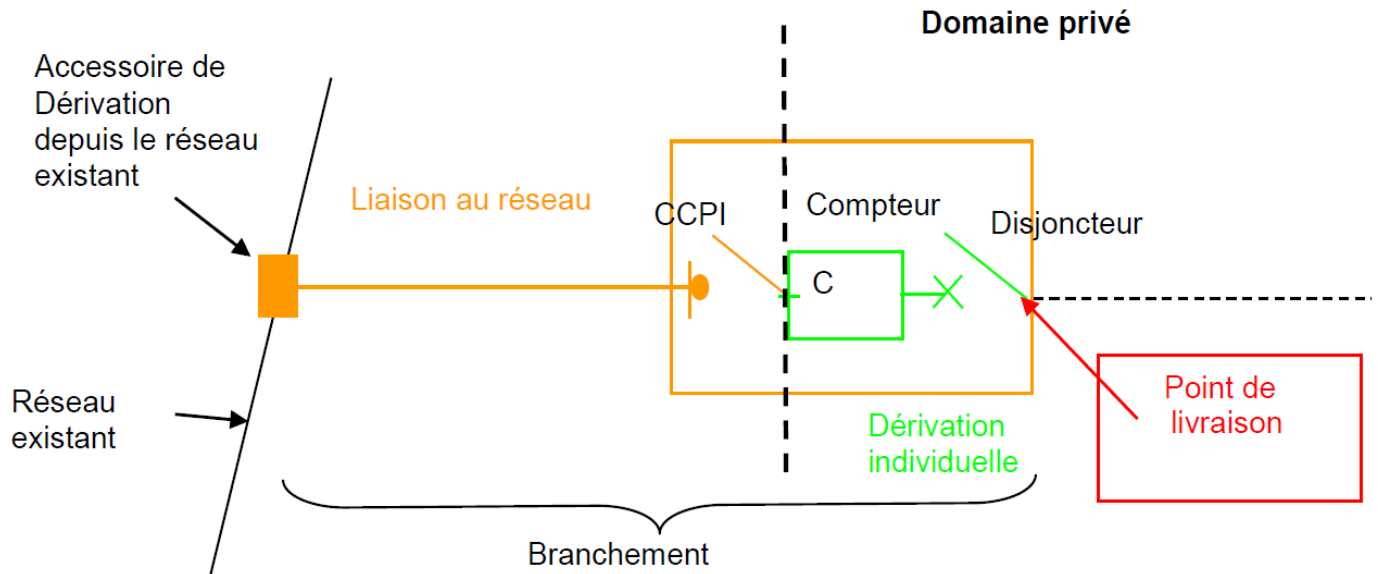 Domaine privé
Accessoire de
Dérivation
depuis le réseau
existant
Liaison au réseau
CCPI
Compteur
Disjoncteur
C
Réseau
existant
Point de
livraison
Dérivation
individuelle
Branchement